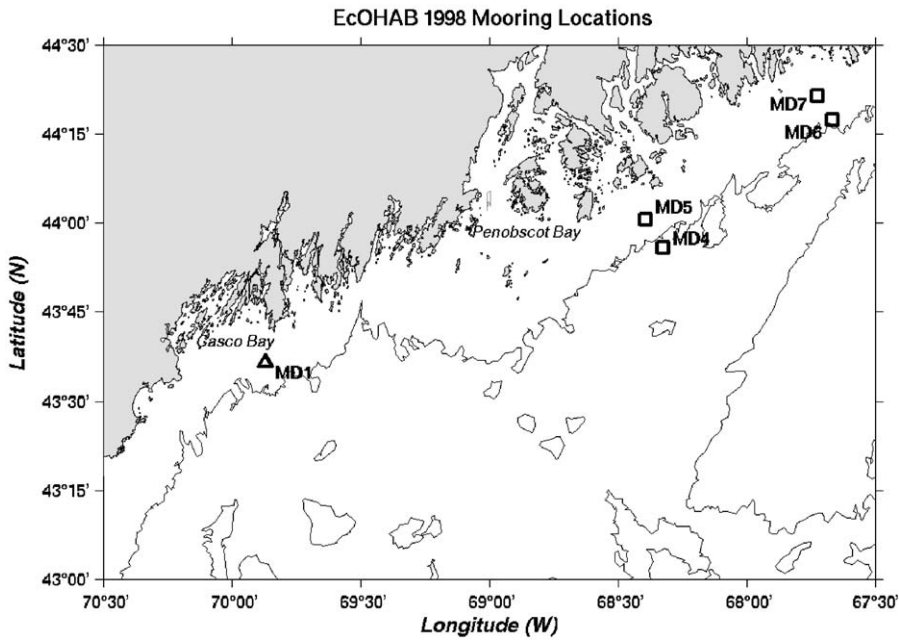 EcOHAB 1998 Mooring Locations
44°30'
44°15'
44°00'
43°45'
43°30'
43°15'
43°00'
Latitude (N)
MD7
MD6
MD5
MD4
Penobscot Bay
Casco Bay
MD1
70°30' 70°00' 69°30' 69°00' 68°30' 68°00' 67°30'
Longitude (W)